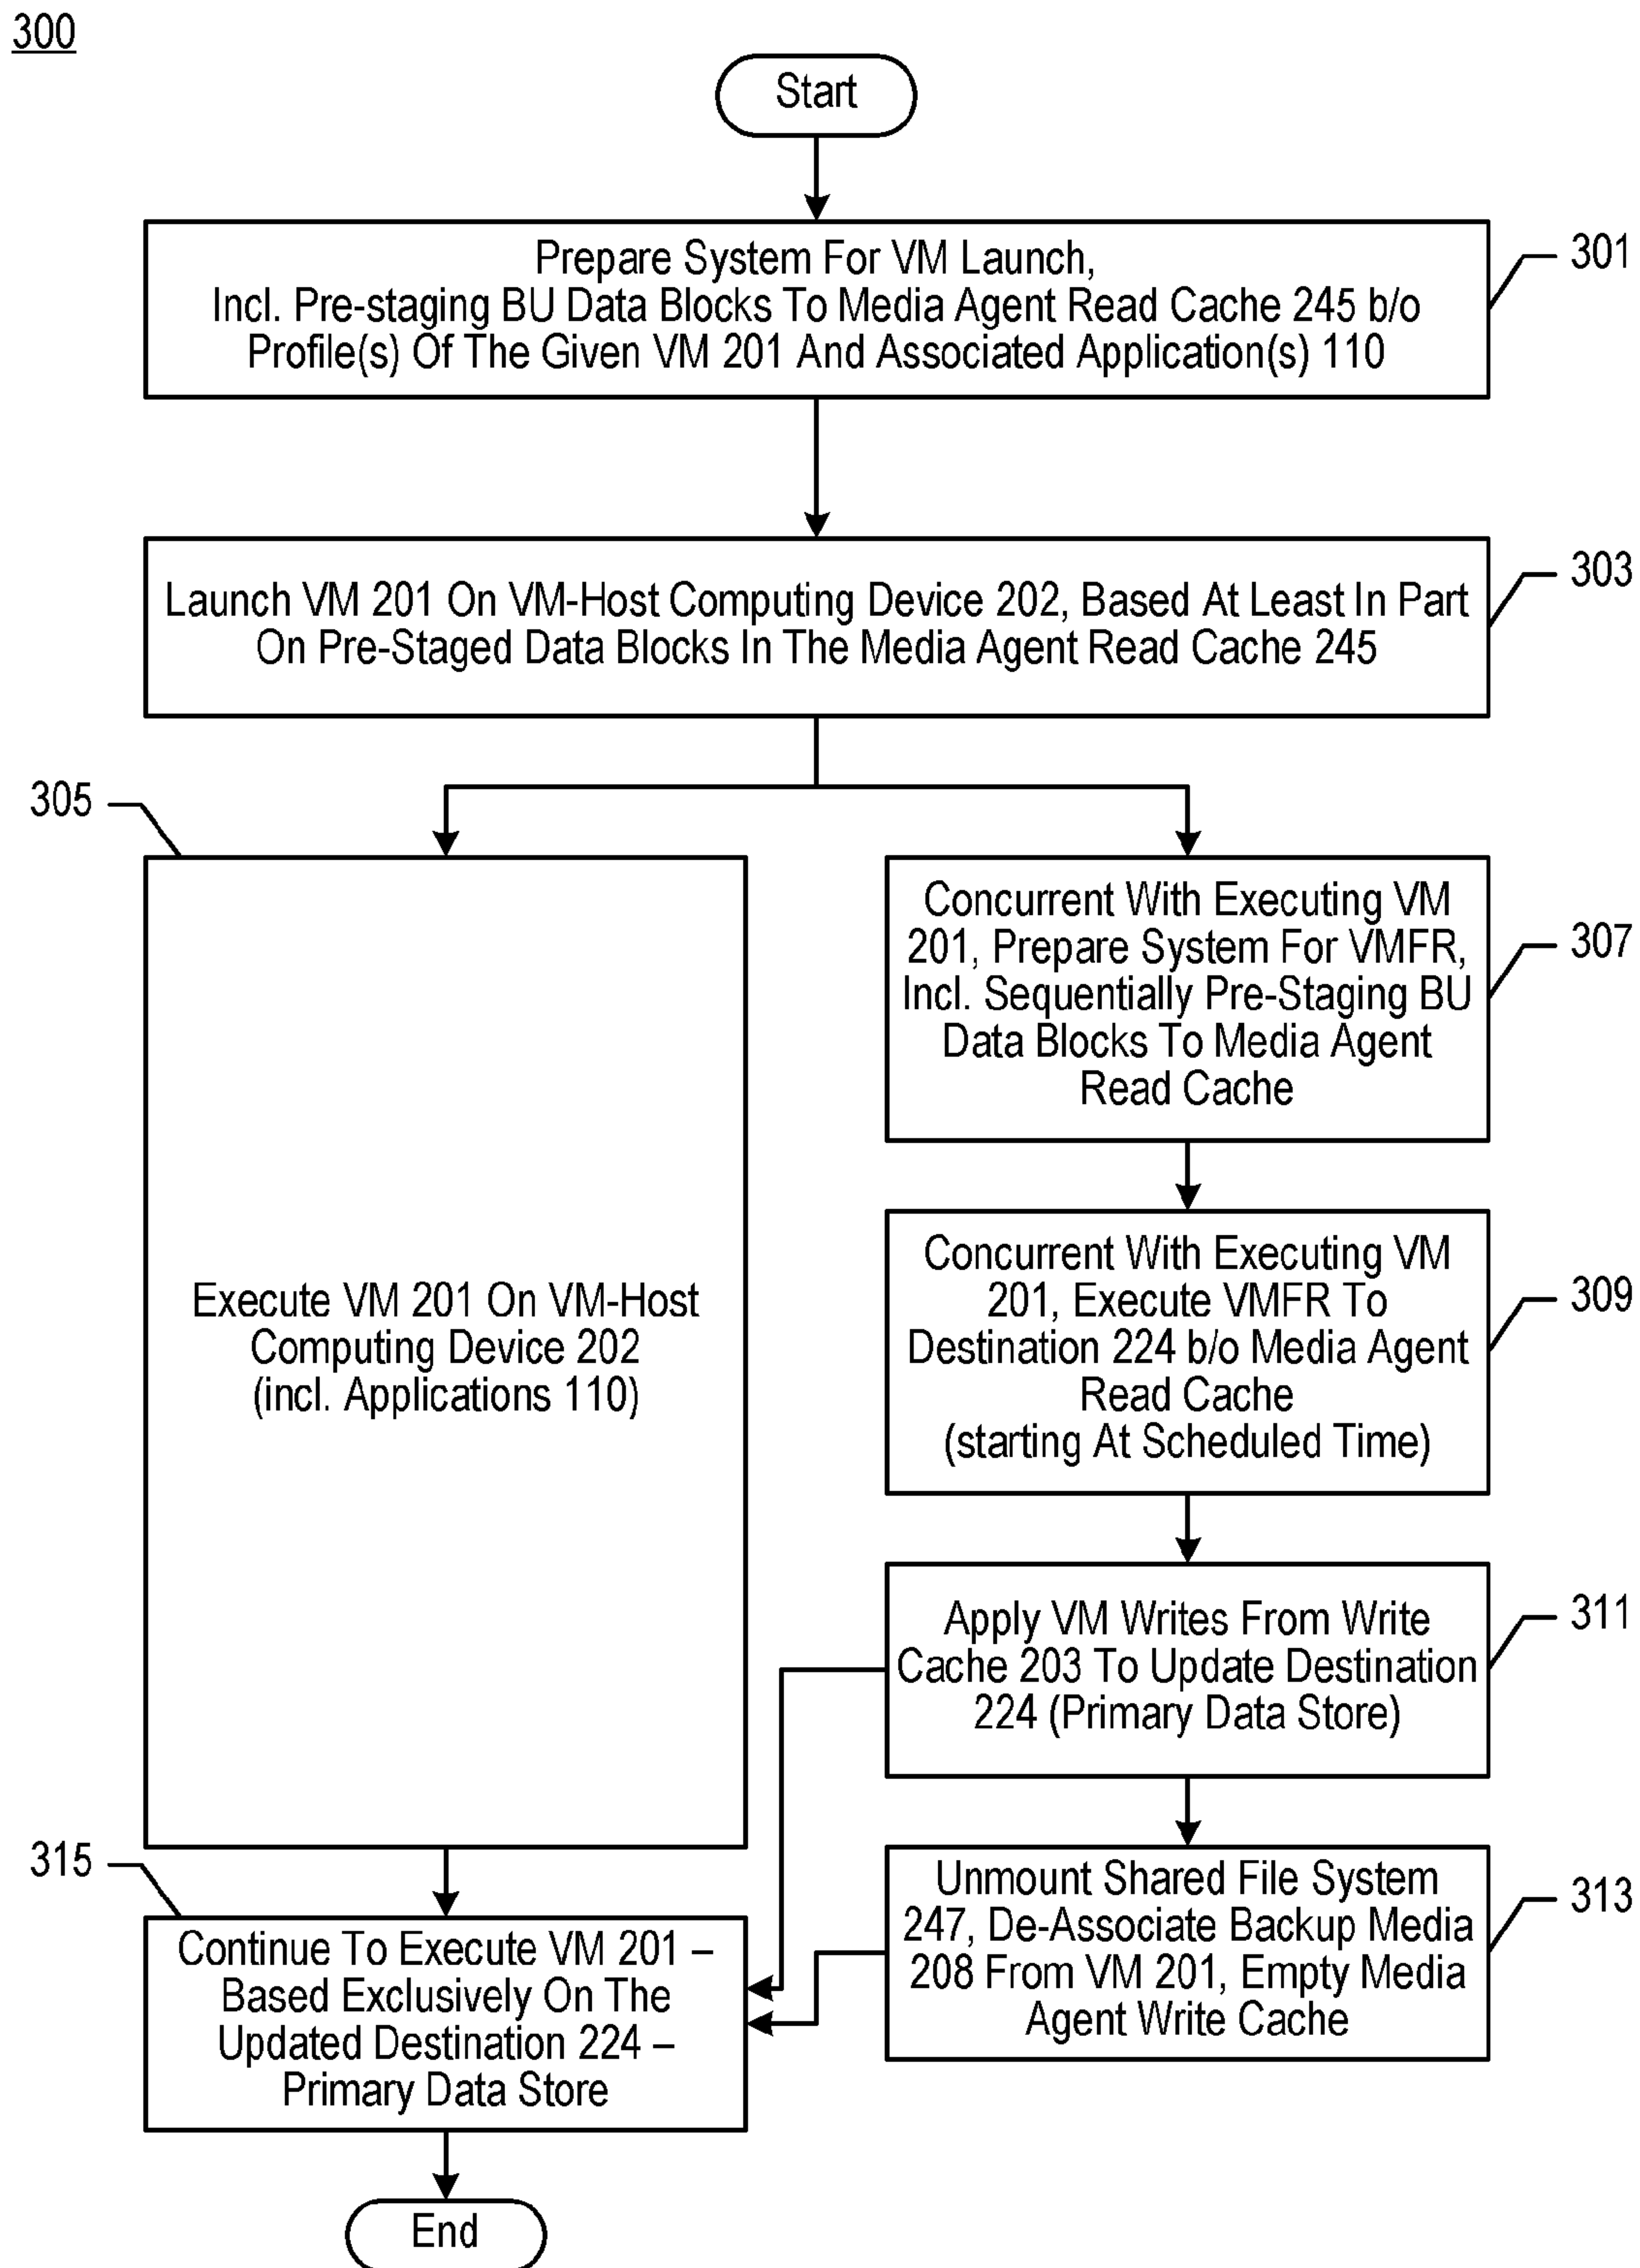 300
Start
Prepare System For VM Launch,
Incl. Pre-staging BU Data Blocks To Media Agent Read Cache 245 b/o
Profile(s) Of The Given VM 201 And Associated Application(s) 110
301
Launch VM 201 On VM-Host Computing Device 202, Based At Least In Part
On Pre-Staged Data Blocks In The Media Agent Read Cache 245
303
305
Execute VM 201 On VM-Host
Computing Device 202
(incl. Applications 110)
Concurrent With Executing VM
201, Prepare System For VMFR,
Incl. Sequentially Pre-Staging BU
Data Blocks To Media Agent
Read Cache
307
Concurrent With Executing VM
201, Execute VMFR To
Destination 224 b/o Media Agent
Read Cache
(starting At Scheduled Time)
309
Apply VM Writes From Write
Cache 203 To Update Destination
224 (Primary Data Store)
311
Unmount Shared File System
247, De-Associate Backup Media
208 From VM 201, Empty Media
Agent Write Cache
313
315
Continue To Execute VM 201 –
Based Exclusively On The
Updated Destination 224 –
Primary Data Store
End